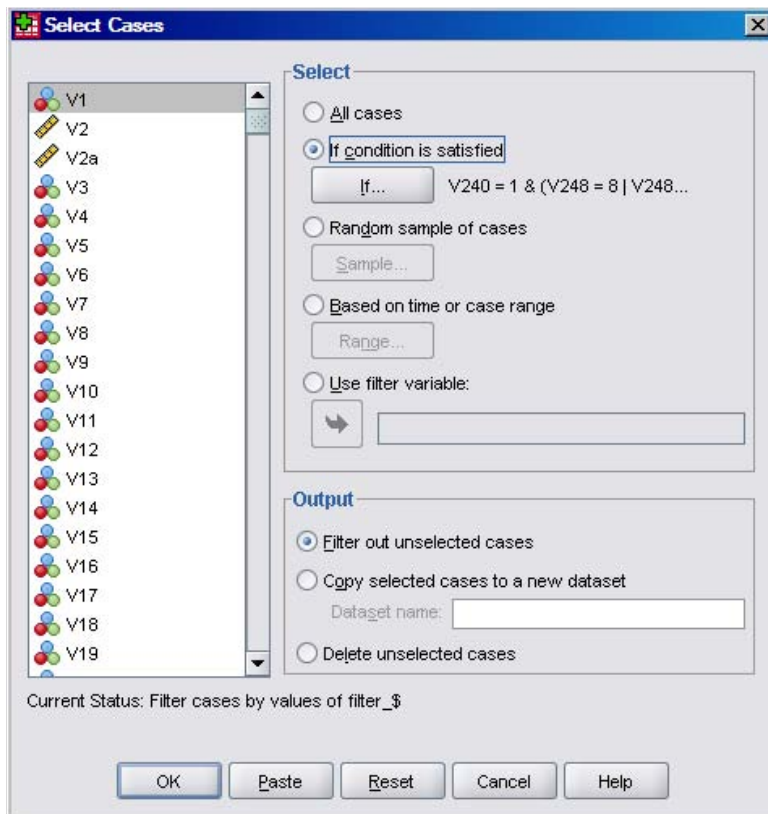 Select Cases
V1
V2
V2a
V3
V4
V5
V6
V7
V8
V9
V10
V11
V12
V13
V14
V15
V16
V17
V18
V19
Select
All cases
If condition is satisfied
If... V240 = 1 & (V248 = 8 | V248...
Random sample of cases
Sample...
Based on time or case range
Range...
Use filter variable:
Output
Filter out unselected cases
Copy selected cases to a new dataset
Dataset name:
Delete unselected cases
Current Status: Filter cases by values of filter_$
OK Paste Reset Cancel Help